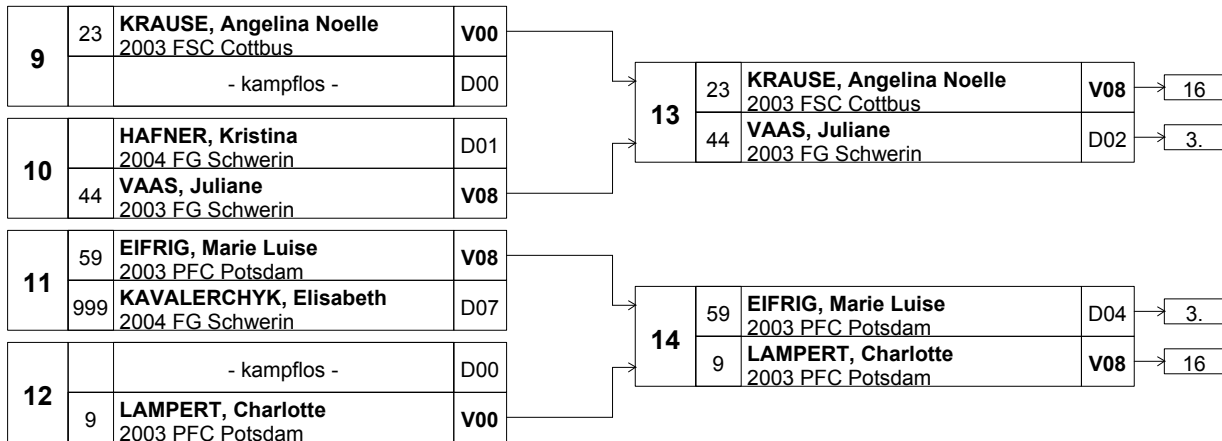 9
23
KRAUSE, Angelina Noelle
2003 FSC Cottbus
V00
- kampflos -
D00
10
HAFNER, Kristina
2004 FG Schwerin
D01
44
VAAS, Juliane
2003 FG Schwerin
V08
11
59
EIFRIG, Marie Luise
2003 PFC Potsdam
V08
999
KAVALERCHYK, Elisabeth
2004 FG Schwerin
D07
12
- kampflos -
D00
9
LAMPERT, Charlotte
2003 PFC Potsdam
V00
13
23
KRAUSE, Angelina Noelle
2003 FSC Cottbus
V08
16
44
VAAS, Juliane
2003 FG Schwerin
D02
3.
14
59
EIFRIG, Marie Luise
2003 PFC Potsdam
D04
3.
9
LAMPERT, Charlotte
2003 PFC Potsdam
V08
16